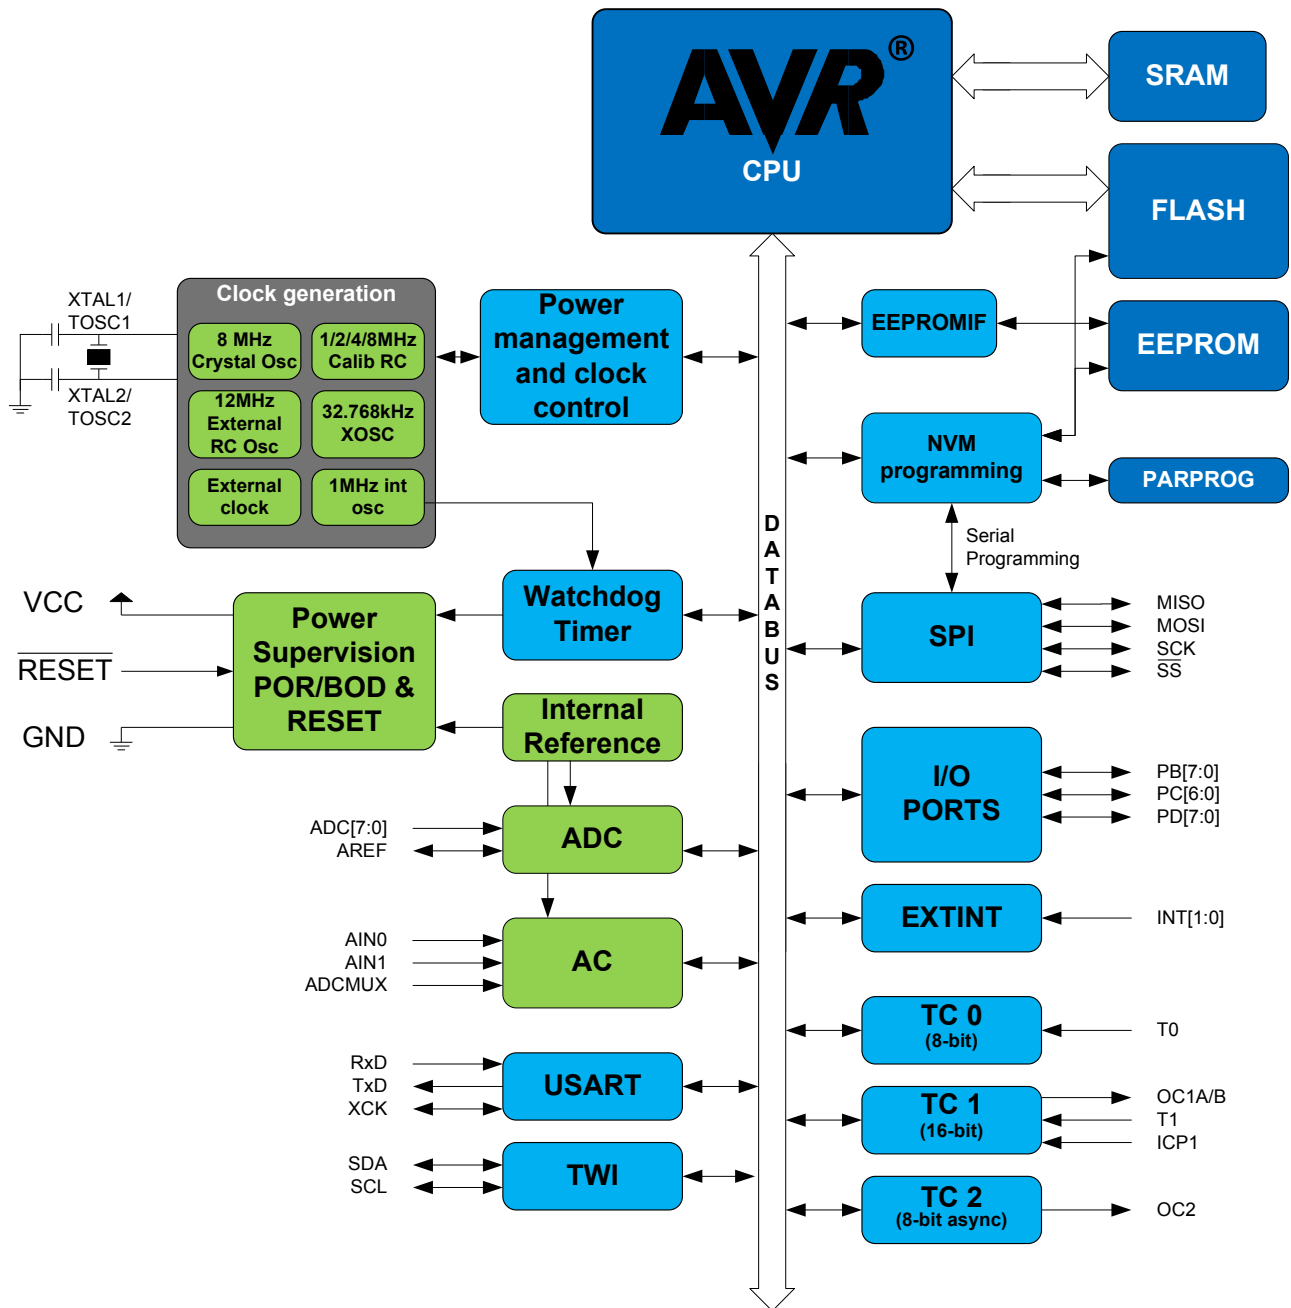 AVR®
CPU
SRAM
FLASH
EEPROM
PARPROG
XTAL1/
TOSC1
XTAL2/
TOSC2
Clock generation
8 MHz
Crystal Osc
1/2/4/8MHz
Calib RC
12MHz
External
RC Osc
32.768kHz
XOSC
External
clock
1MHz int
osc
Power
management
and clock
control
EEPROMIF
NVM
programming
Serial
Programming
DATABUS
VCC
RESET
GND
Power
Supervision
POR/BOD &
RESET
Watchdog
Timer
Internal
Reference
SPI
MISO
MOSI
SCK
SS
I/O
PORTS
PB[7:0]
PC[6:0]
PD[7:0]
ADC[7:0]
AREF
ADC
EXTINT
INT[1:0]
AIN0
AIN1
ADCMUX
AC
TC 0
(8-bit)
T0
RxD
TxD
XCK
USART
TC 1
(16-bit)
OC1A/B
T1
ICP1
SDA
SCL
TWI
TC 2
(8-bit async)
OC2